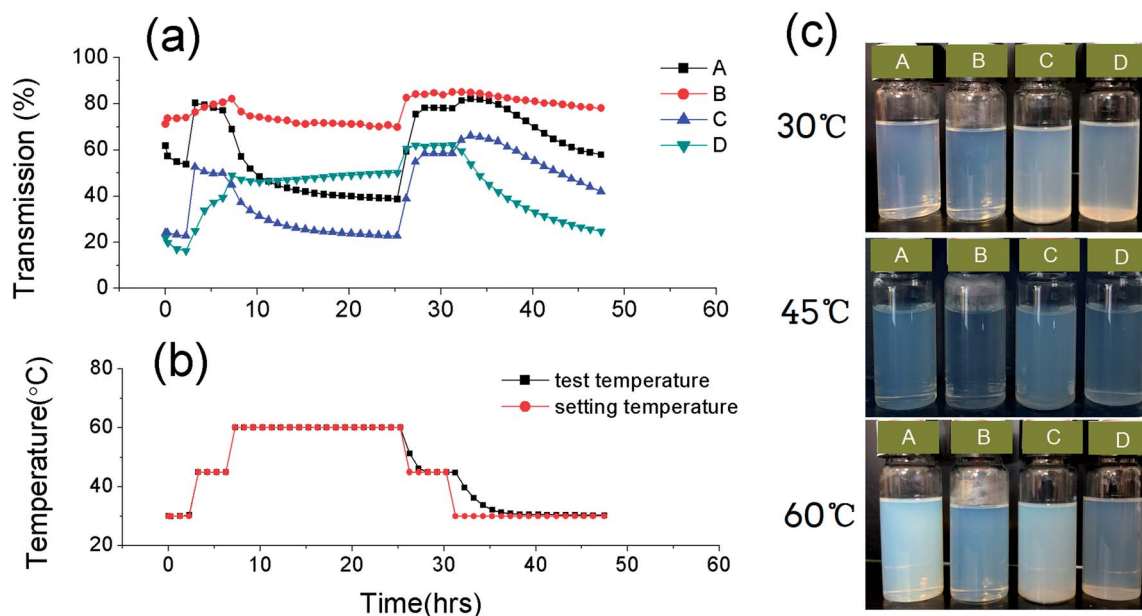 (a)
100
80
60
40
20
0
Transmission (%)
0 10 20 30 40 50 60
A
B
C
D
(b)
80
60
40
20
Temperature(°C)
test temperature
setting temperature
0 10 20 30 40 50 60
Time(hrs)
(c)
A B C D
30℃
A B C D
45℃
A B C D
60℃